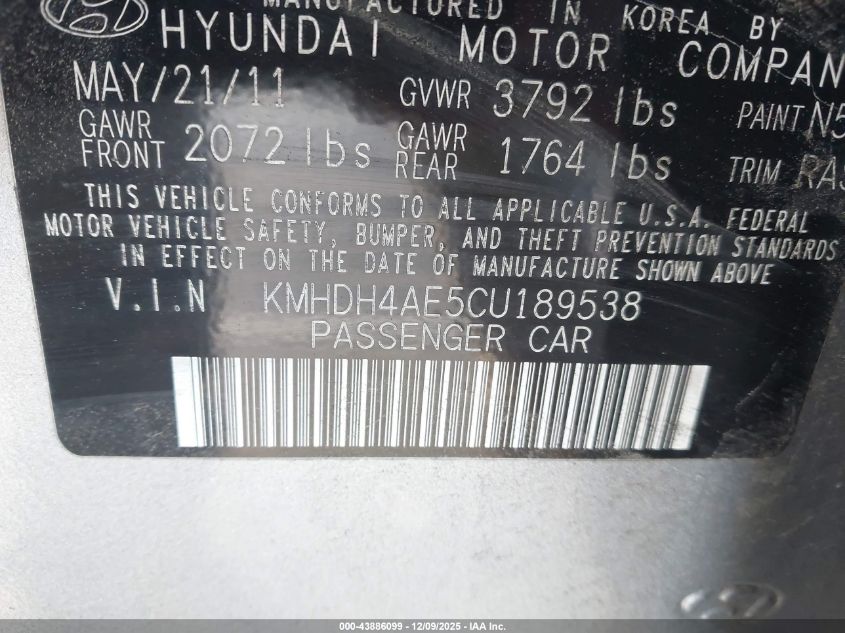 MANUFACTURED IN KOREA BY
HYUNDAI MOTOR COMPAN
MAY/21/11 GVWR 3792 lbs PAINT N5
GAWR FRONT 2072 lbs GAWR REAR 1764 lbs TRIM RAS
THIS VEHICLE CONFORMS TO ALL APPLICABLE U.S.A. FEDERAL
MOTOR VEHICLE SAFETY, BUMPER, AND THEFT PREVENTION STANDARDS
IN EFFECT ON THE DATE OF MANUFACTURE SHOWN ABOVE
V.I.N KMHDH4AE5CU189538
PASSENGER CAR
000-43886099 | 12/09/2025 - IAA Inc.